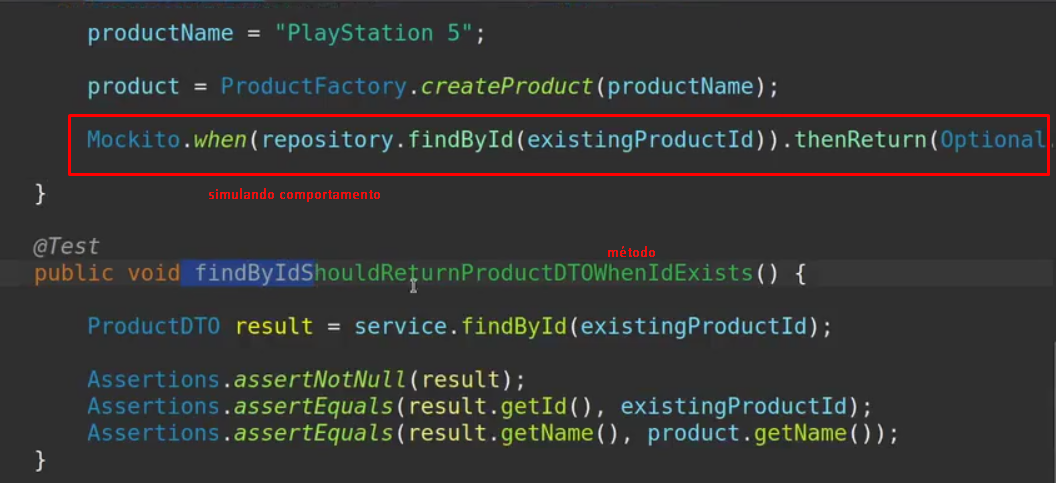 productName = "PlayStation 5";
product = ProductFactory.createProduct(productName);
Mockito.when(repository.findById(existingProductId)).thenReturn(Optional.
simulando comportamento
}
@Test
método
public void findByIdShouldReturnProductDTOWhenIdExists() {
ProductDTO result = service.findById(existingProductId);
Assertions.assertNotNull(result);
Assertions.assertEquals(result.getId(), existingProductId);
Assertions.assertEquals(result.getName(), product.getName());
}